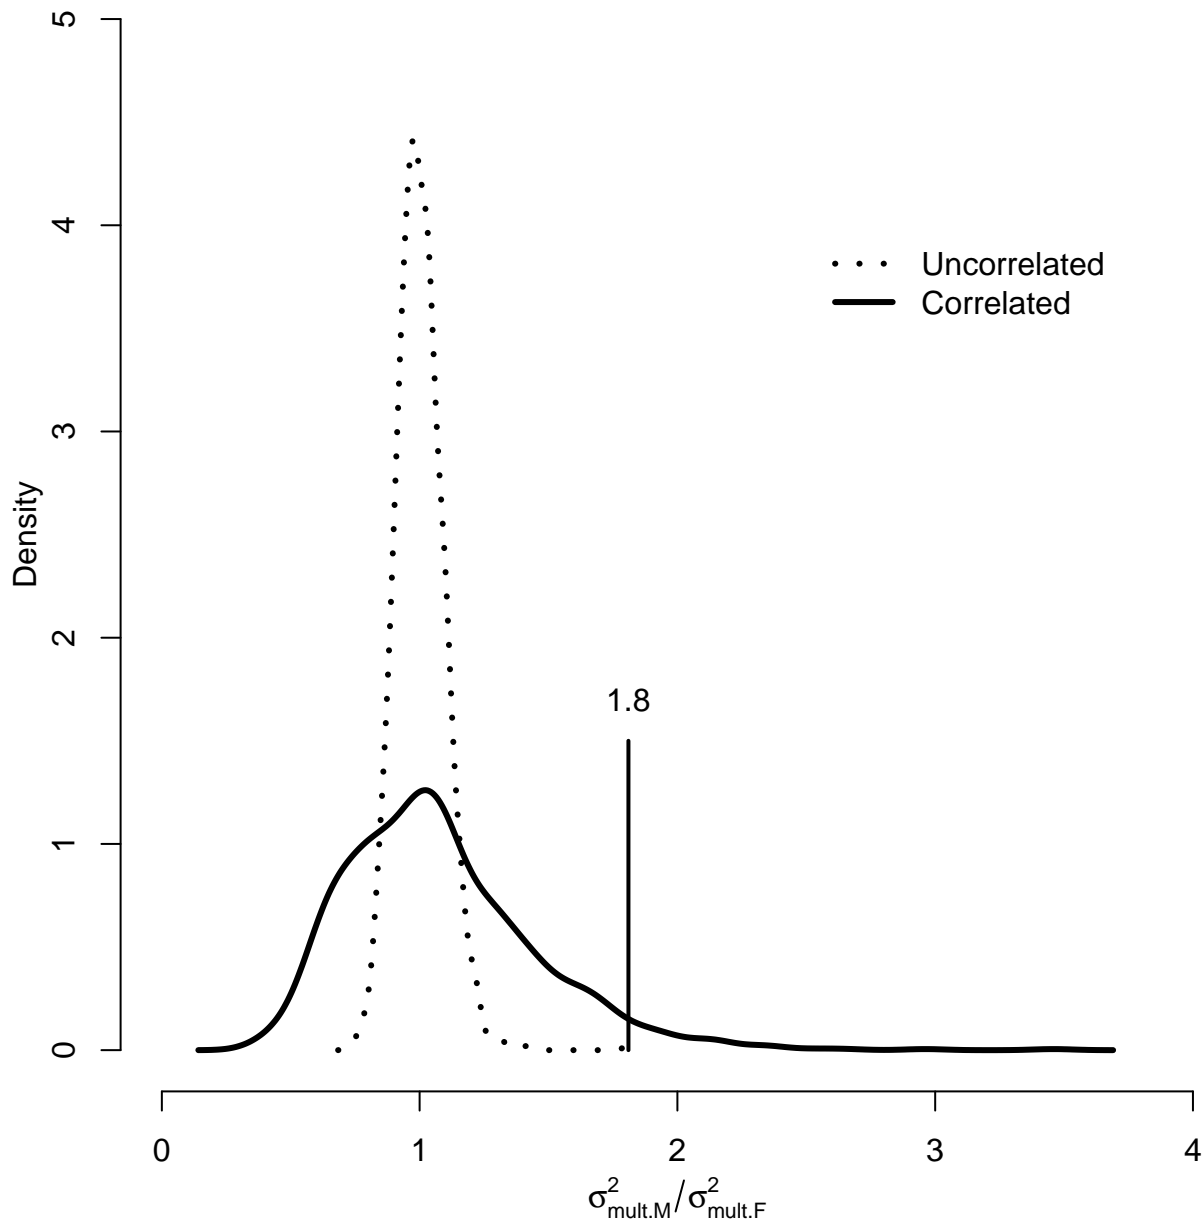 5
4
3
2
1
0
Density
Uncorrelated
Correlated
1.8
0 1 2 3 4
σ²mult.M/σ²mult.F